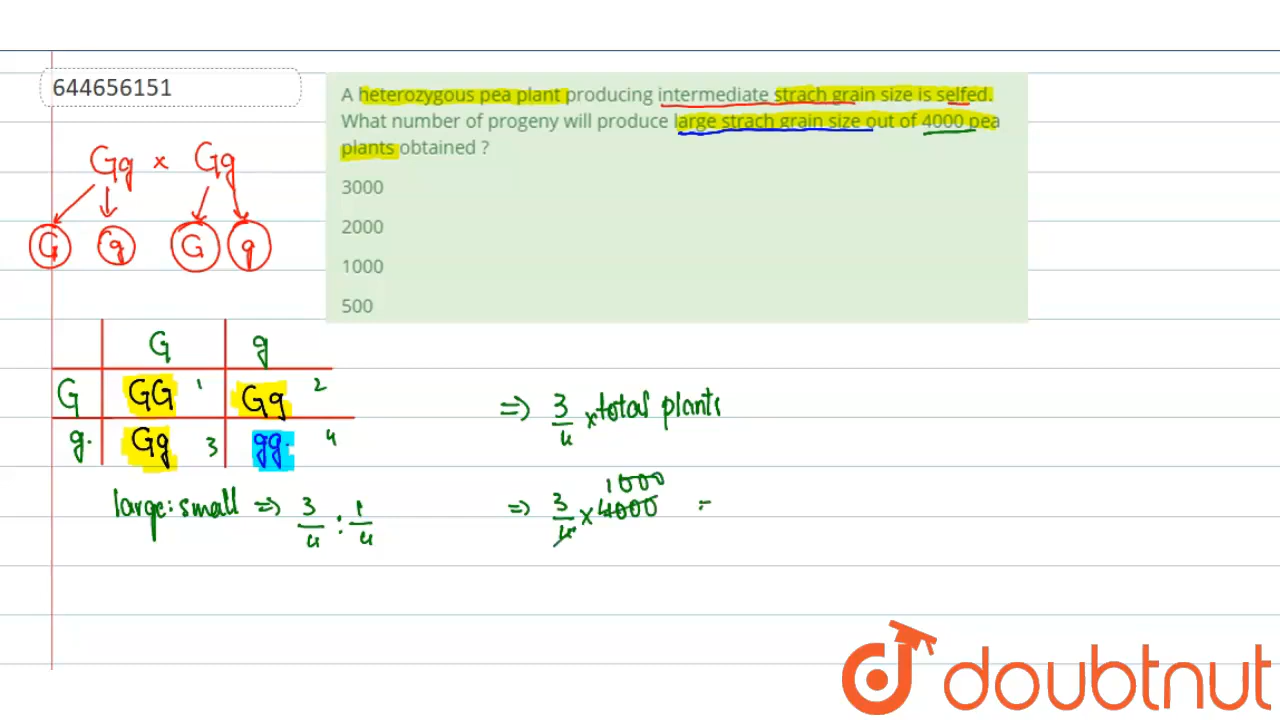 644656151
A heterozygous pea plant producing intermediate strach grain size is selfed.
What number of progeny will produce large strach grain size out of 4000 pea
plants obtained ?
3000
2000
1000
500
Gg × Gg
G g G g
G g
G GG 1 Gg 2
g. Gg 3 gg. 4
large:small => 3/4 : 1/4
=> 3/4 × total plants
1000
=> 3/4 × 4000 =
doubtnut